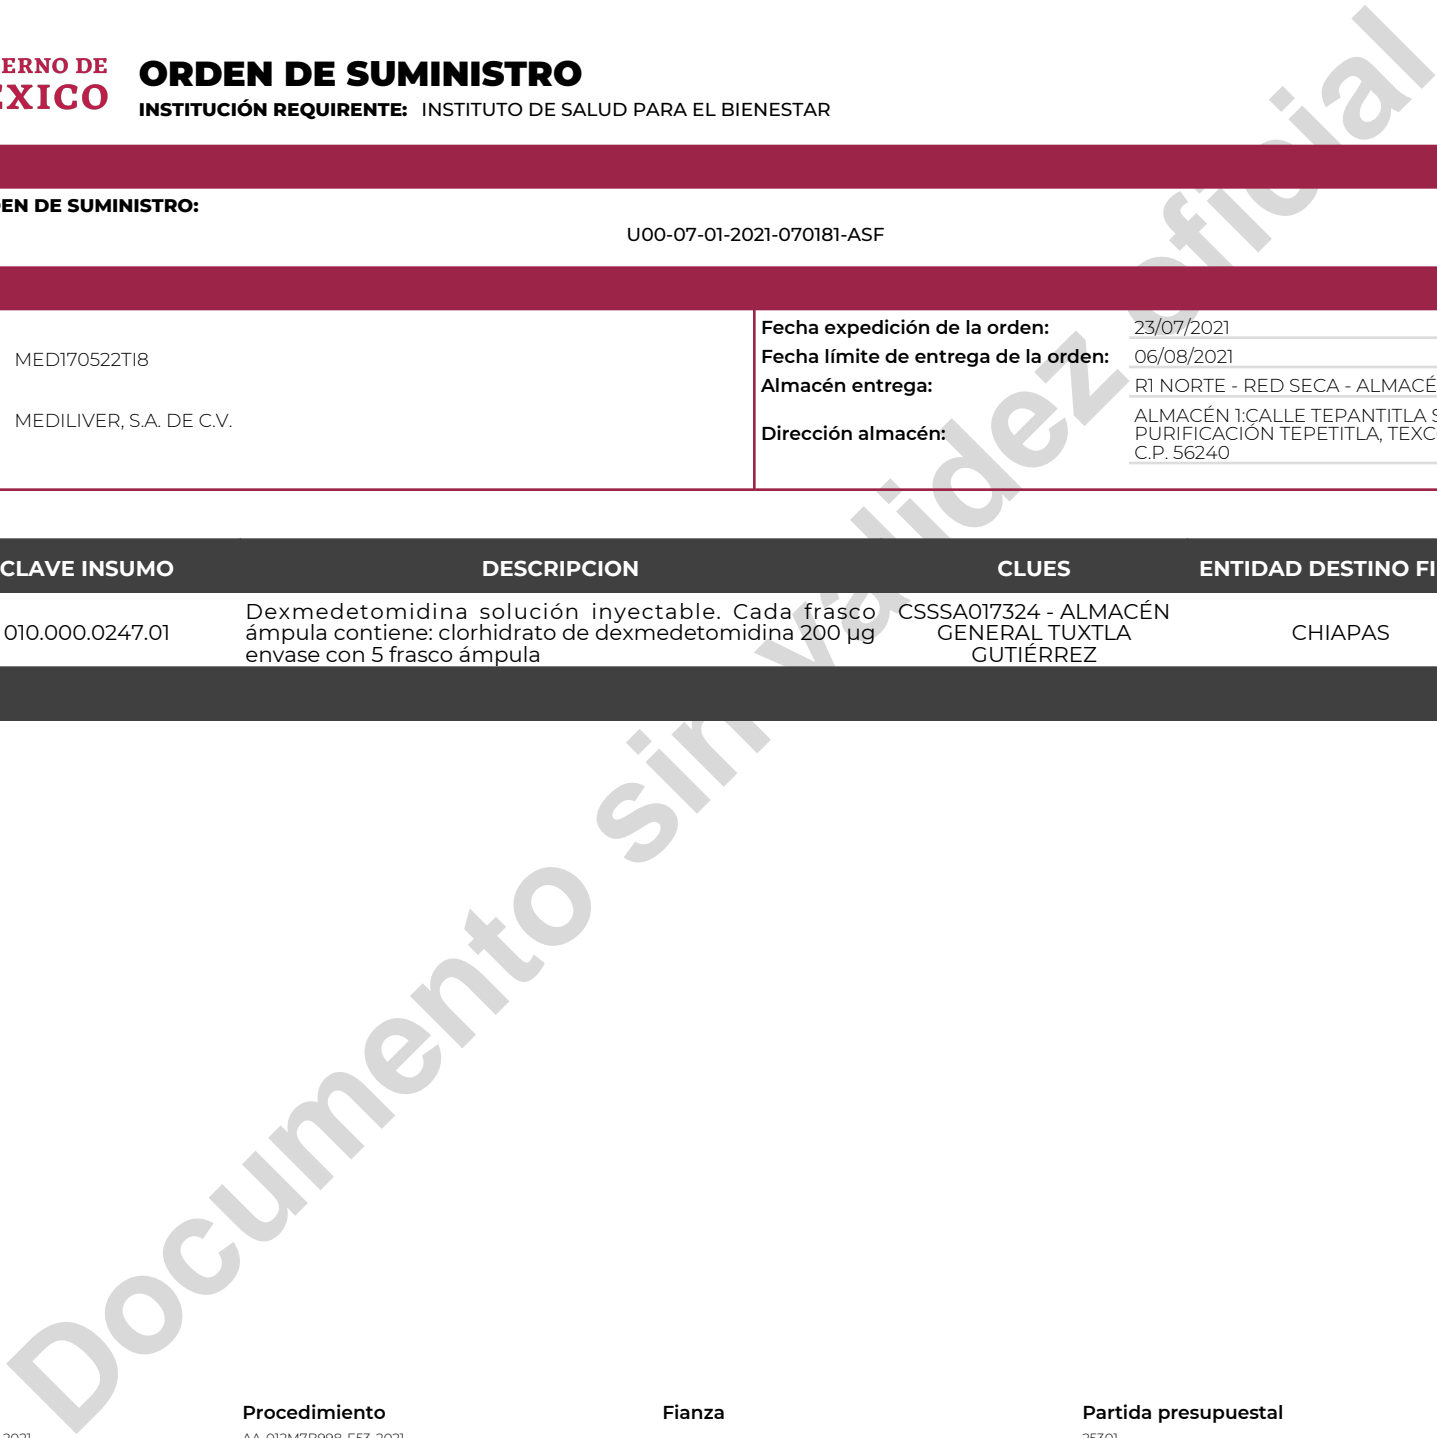 ERNO DE
ORDEN DE SUMINISTRO
INSTITUCIÓN REQUIRENTE: INSTITUTO DE SALUD PARA EL BIENESTAR
EN DE SUMINISTRO:
U00-07-01-2021-070181-ASF
MED170522TI8
MEDILIVER, S.A. DE C.V.
Fecha expedición de la orden: 23/07/2021
Fecha límite de entrega de la orden: 06/08/2021
Almacén entrega: R1 NORTE - RED SECA - ALMACÉ
Dirección almacén: ALMACÉN 1:CALLE TEPANTITLA S
PURIFICACIÓN TEPETITLA, TEXC
C.P. 56240
CLAVE INSUMO DESCRIPCION CLUES ENTIDAD DESTINO FI
010.000.0247.01
Dexmedetomidina solución inyectable. Cada frasco
ámpula contiene: clorhidrato de dexmedetomidina 200 µg
envase con 5 frasco ámpula
CSSSA017324 - ALMACÉN
GENERAL TUXTLA
GUTIÉRREZ
CHIAPAS
Documento sin validez oficial
Procedimiento Fianza Partida presupuestal